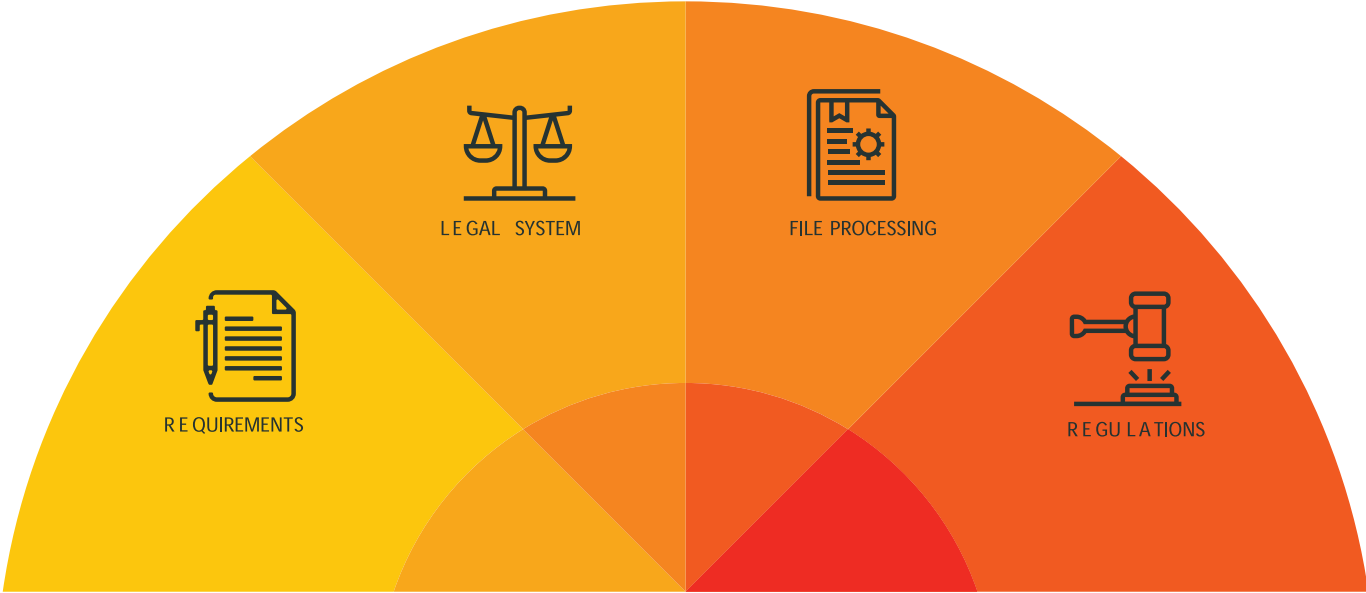 LEGAL SYSTEM
FILE PROCESSING
REQUIREMENTS
REGULATIONS